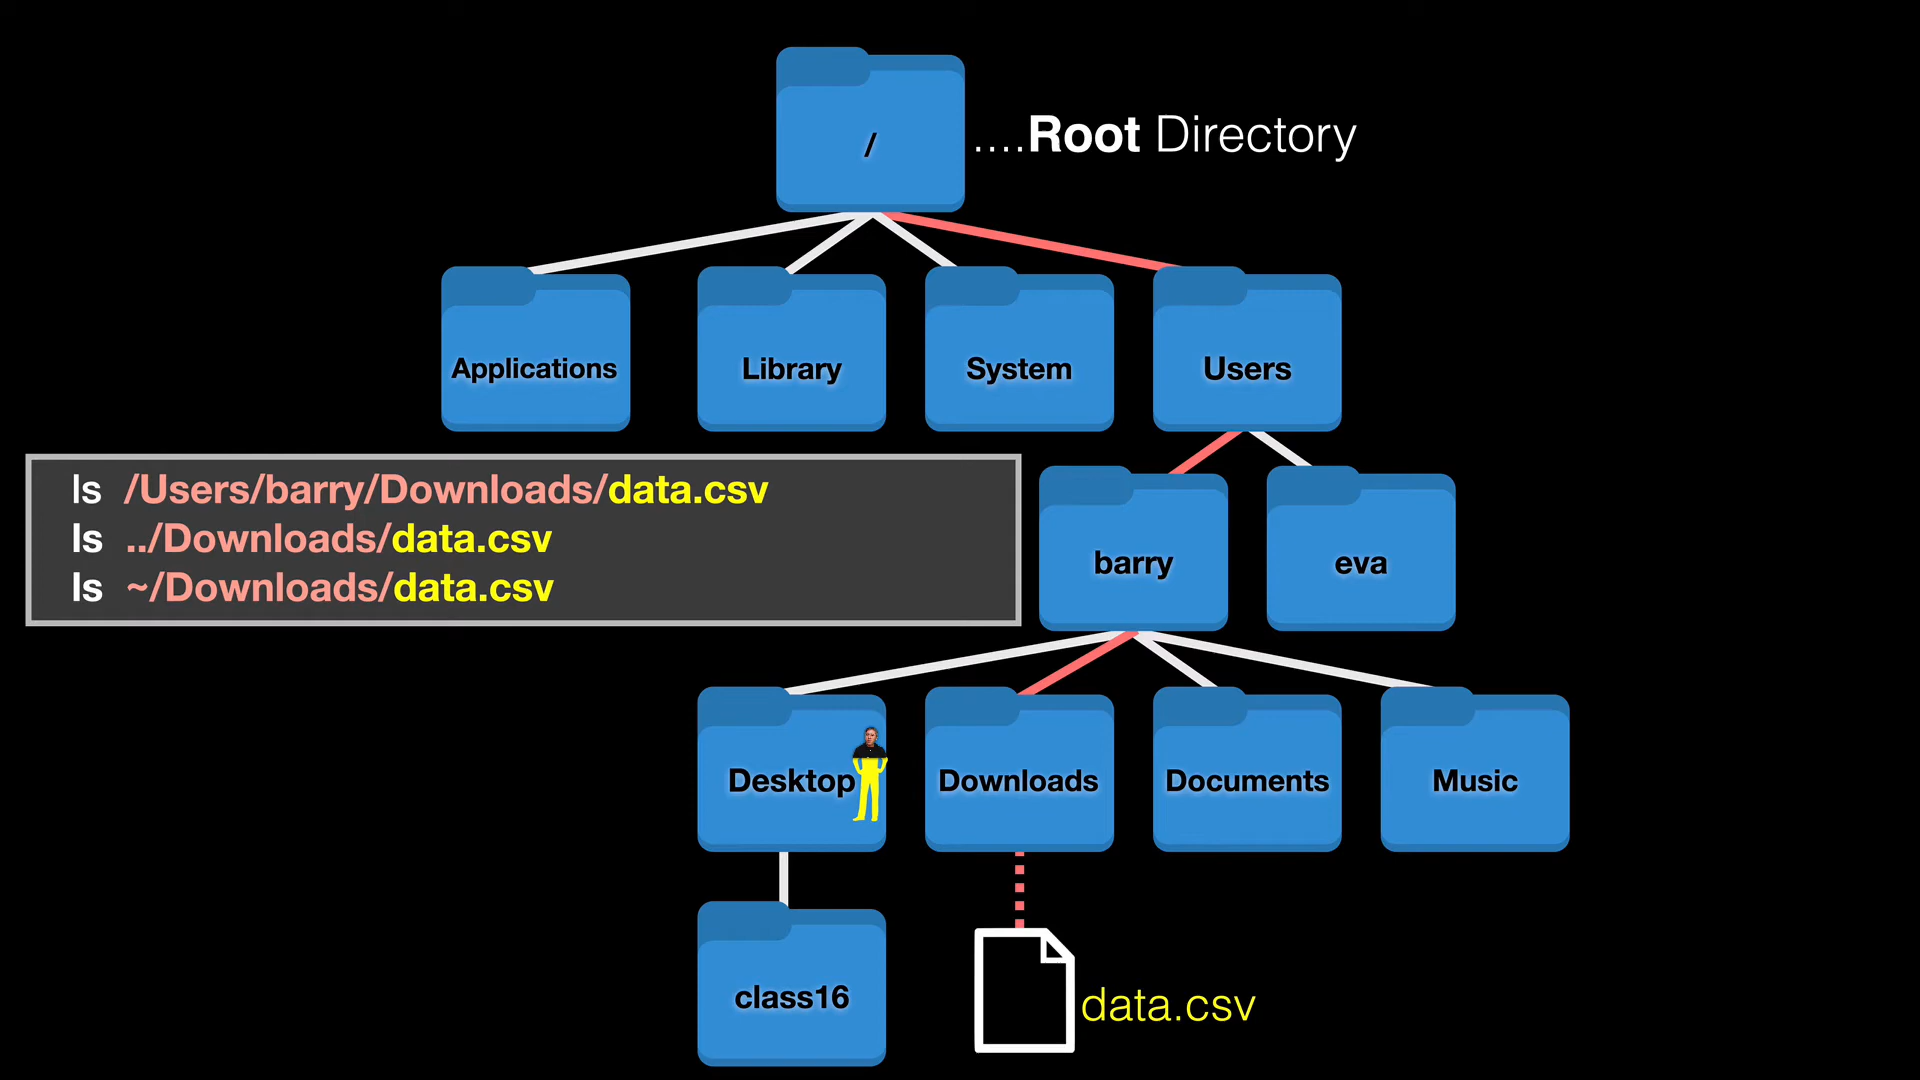 /
....Root Directory
Applications
Library
System
Users
ls /Users/barry/Downloads/data.csv
ls ../Downloads/data.csv
ls ~/Downloads/data.csv
barry
eva
Desktop
Downloads
Documents
Music
class16
data.csv